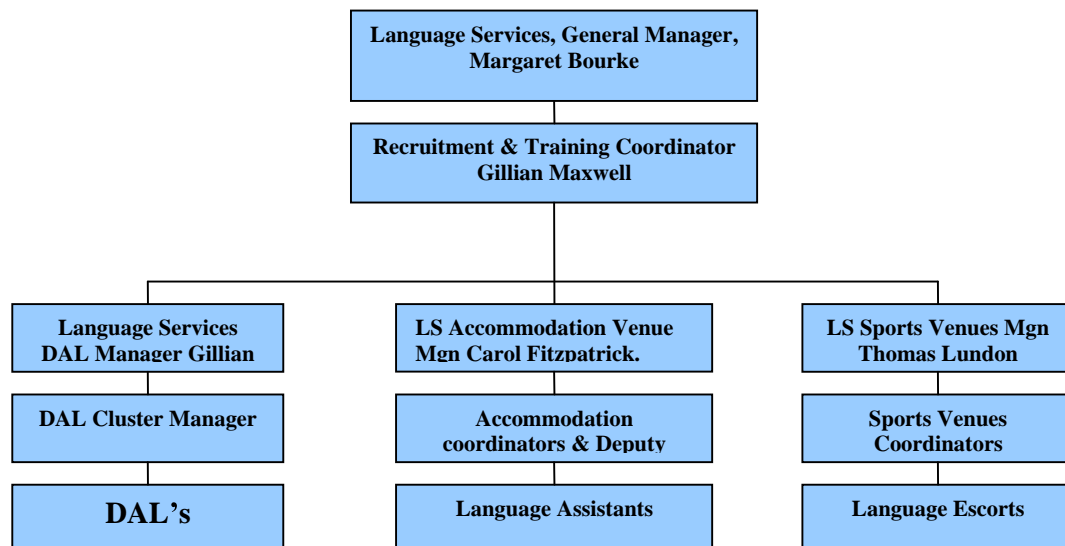 Language Services, General Manager,
Margaret Bourke
Recruitment & Training Coordinator
Gillian Maxwell
Language Services
DAL Manager Gillian
LS Accommodation Venue
Mgn Carol Fitzpatrick.
LS Sports Venues Mgn
Thomas Lundon
DAL Cluster Manager
Accommodation
coordinators & Deputy
Sports Venues
Coordinators
DAL’s
Language Assistants
Language Escorts